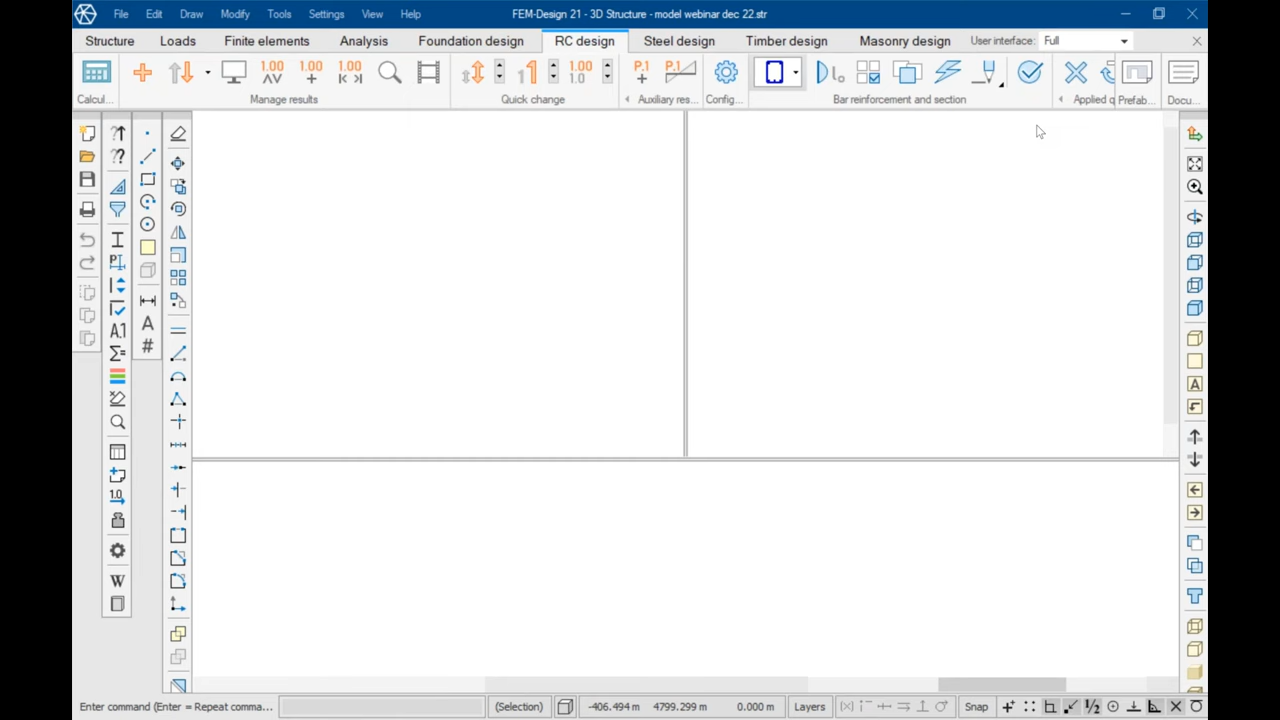 File Edit Draw Modify Tools Settings View Help FEM-Design 21 - 3D Structure - model webinar dec 22.str
Structure Loads Finite elements Analysis Foundation design RC design Steel design Timber design Masonry design User interface: Full
1.00 1.00 1.00 1.00 1.0 P.1 P.1
Calcul... Manage results Quick change Auxiliary res... Config... Bar reinforcement and section Applied q Prefab... Docu...
??
A
A.1
#
A
1.0
W
Enter command (Enter = Repeat comma... (Selection) -406.494 m 4799.299 m 0.000 m Layers Snap 1/2